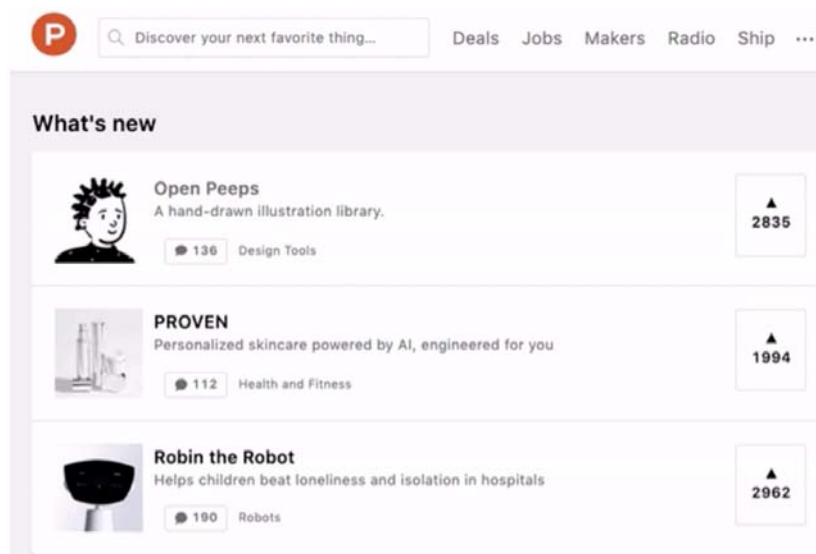 P
Discover your next favorite thing...
Deals Jobs Makers Radio Ship ...
What's new
Open Peeps
A hand-drawn illustration library.
136 Design Tools
▲
2835
PROVEN
Personalized skincare powered by AI, engineered for you
112 Health and Fitness
▲
1994
Robin the Robot
Helps children beat loneliness and isolation in hospitals
190 Robots
▲
2962